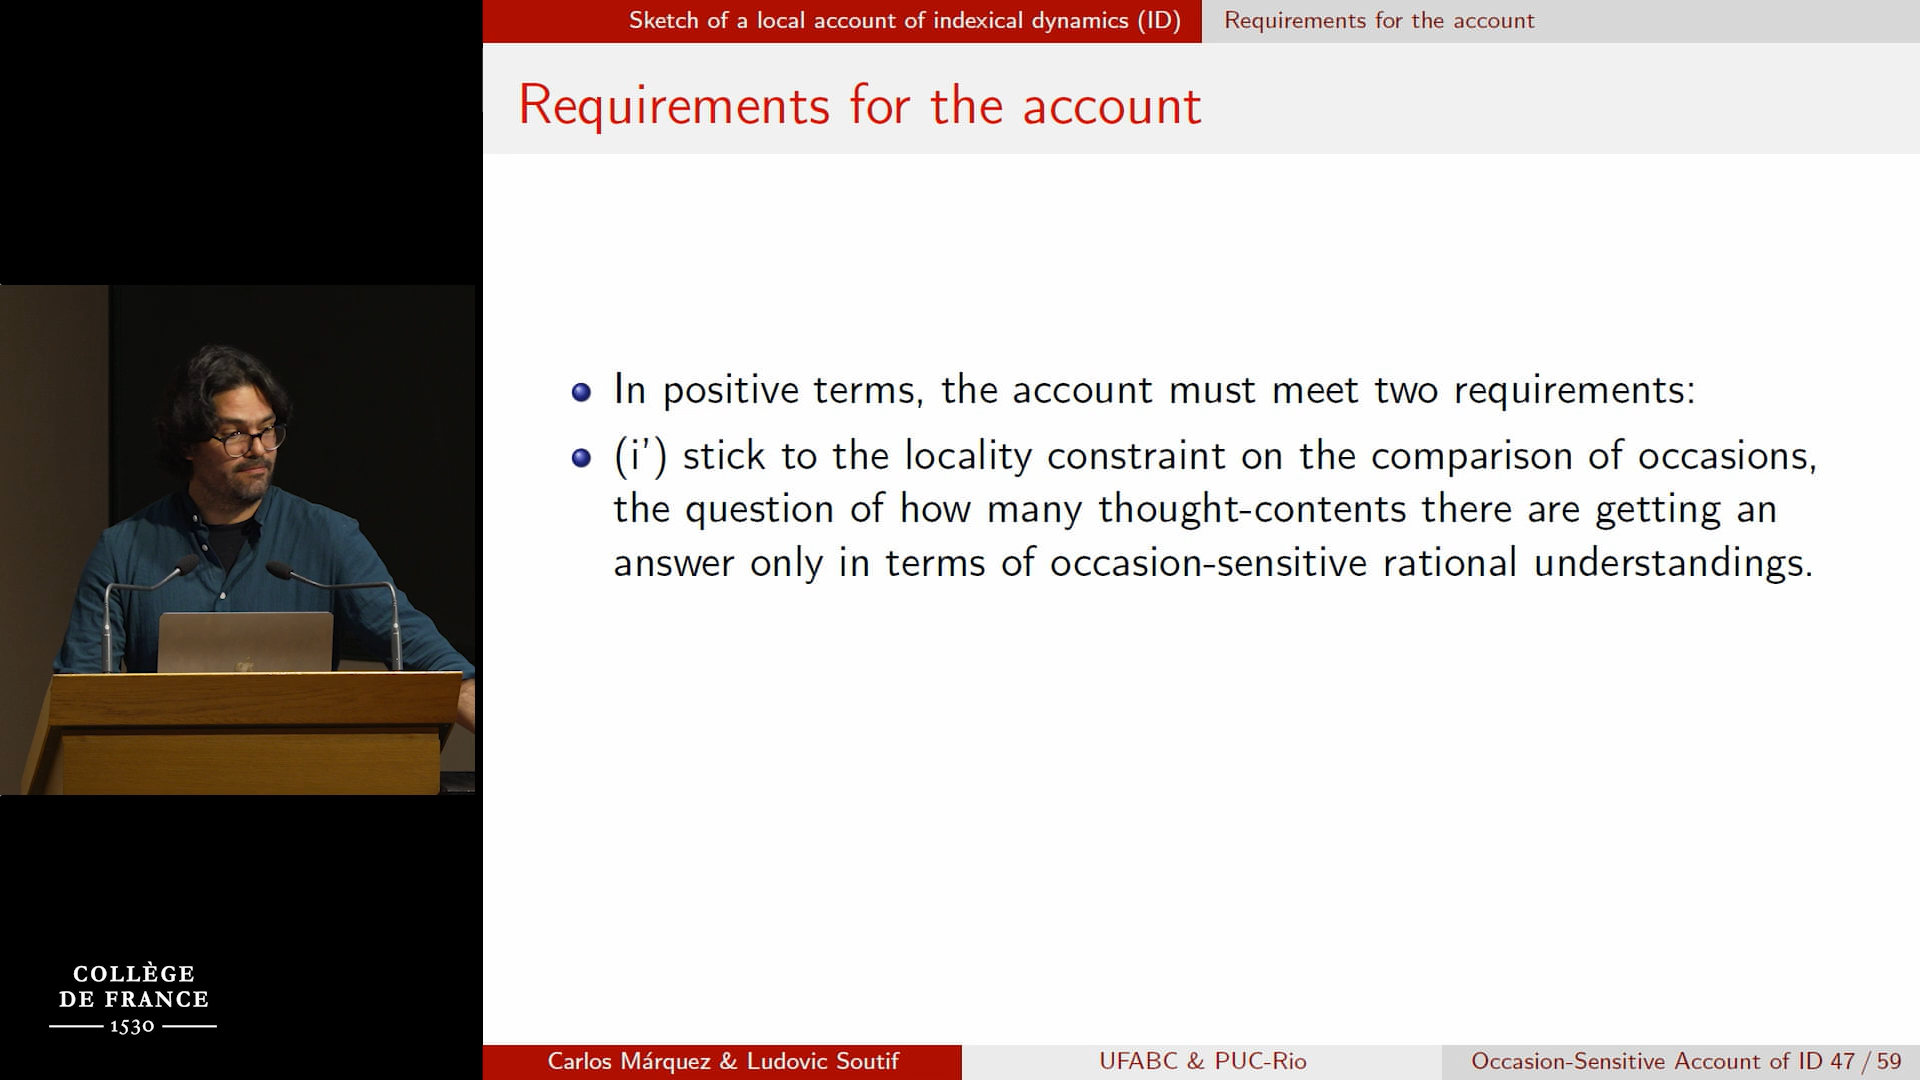 Sketch of a local account of indexical dynamics (ID)
Requirements for the account
Requirements for the account
In positive terms, the account must meet two requirements:
(i’) stick to the locality constraint on the comparison of occasions,
the question of how many thought-contents there are getting an
answer only in terms of occasion-sensitive rational understandings.
COLLÈGE
DE FRANCE
1530
Carlos Márquez & Ludovic Soutif
UFABC & PUC-Rio
Occasion-Sensitive Account of ID 47 / 59